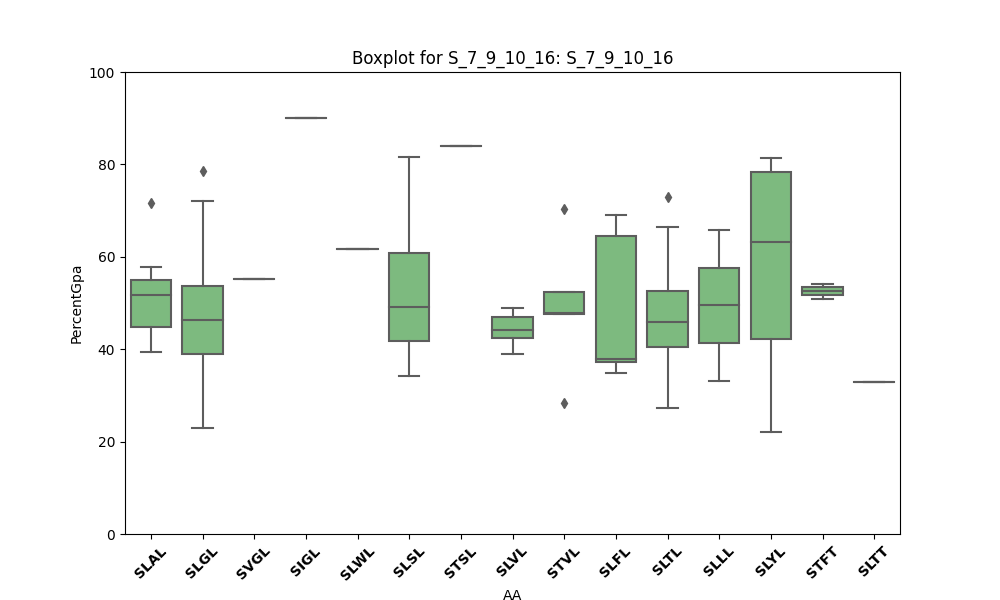 Boxplot for S_7_9_10_16: S_7_9_10_16
PercentGpa
100
80
60
40
20
0
SLAL SLGL SVGL SIGL SLWL SLSL STSL SLVL STVL SLFL SLTL SLLL SLYL STFT SLTT
AA